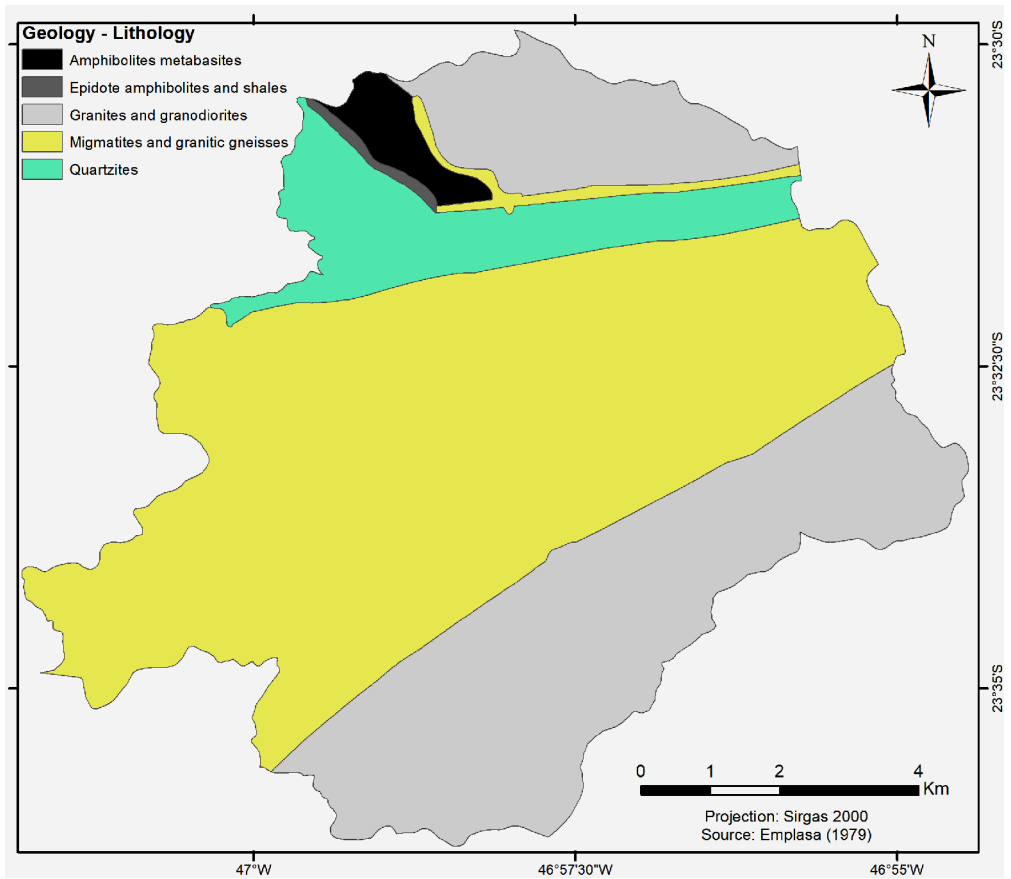 Geology - Lithology
Amphibolites metabasites
Epidote amphibolites and shales
Granites and granodiorites
Migmatites and granitic gneisses
Quartzites
N
23°30'S
23°32'30"S
23°35'S
0 1 2 4
Km
Projection: Sirgas 2000
Source: Emplasa (1979)
47°W 46°57'30"W 46°55'W